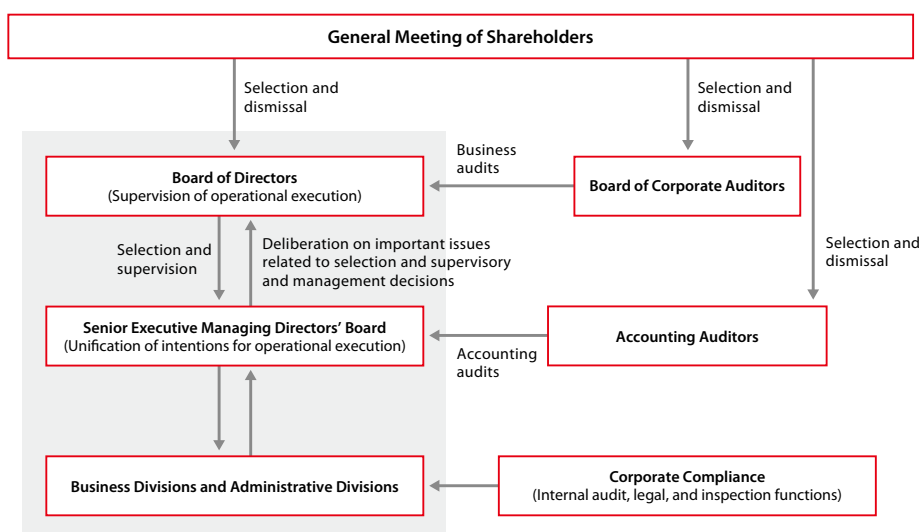 General Meeting of Shareholders
Selection and
dismissal
Selection and
dismissal
Business
audits
Board of Directors
(Supervision of operational execution)
Board of Corporate Auditors
Selection and
supervision
Deliberation on important issues
related to selection and supervisory
and management decisions
Selection and
dismissal
Senior Executive Managing Directors’ Board
(Unification of intentions for operational execution)
Accounting Auditors
Accounting
audits
Business Divisions and Administrative Divisions
Corporate Compliance
(Internal audit, legal, and inspection functions)